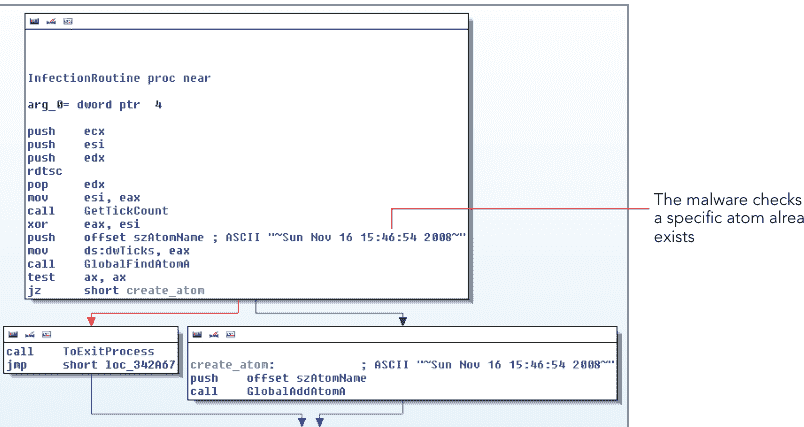 InfectionRoutine proc near
arg_0= dword ptr  4
push    ecx
push    esi
push    edx
rdtsc
pop     edx
mov     esi, eax
call    GetTickCount
xor     eax, esi
push    offset szAtomName ; ASCII "~Sun Nov 16 15:46:54 2008~"
mov     ds:dwTicks, eax
call    GlobalFindAtomA
test    ax, ax
jz      short create_atom
The malware checks
a specific atom alrea
exists
call    ToExitProcess
jmp     short loc_342A67
create_atom:            ; ASCII "~Sun Nov 16 15:46:54 2008~"
push    offset szAtomName
call    GlobalAddAtomA